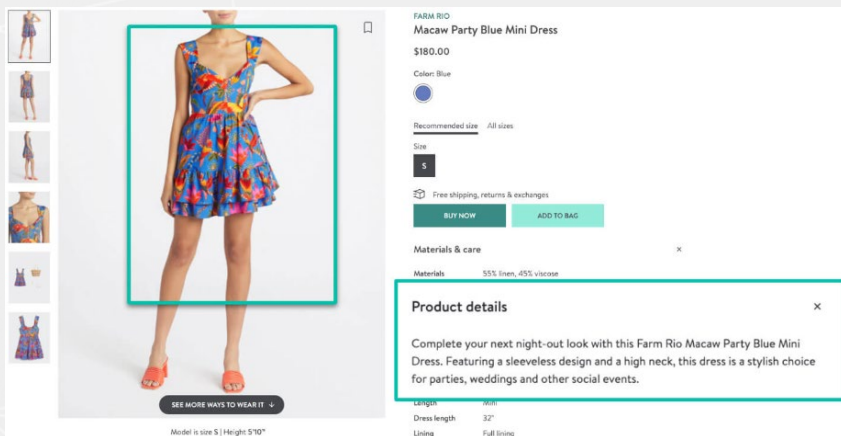 FARM RIO
Macaw Party Blue Mini Dress
$180.00
Color: Blue
Recommended size All sizes
Size
S
Free shipping, returns & exchanges
BUY NOW ADD TO BAG
Materials & care ×
Materials 55% linen, 45% viscose
Product details ×
Complete your next night-out look with this Farm Rio Macaw Party Blue Mini
Dress. Featuring a sleeveless design and a high neck, this dress is a stylish choice
for parties, weddings and other social events.
Length Mini
Dress length 32"
Lining Full lining
SEE MORE WAYS TO WEAR IT ↓
Model is size S | Height 5'10"